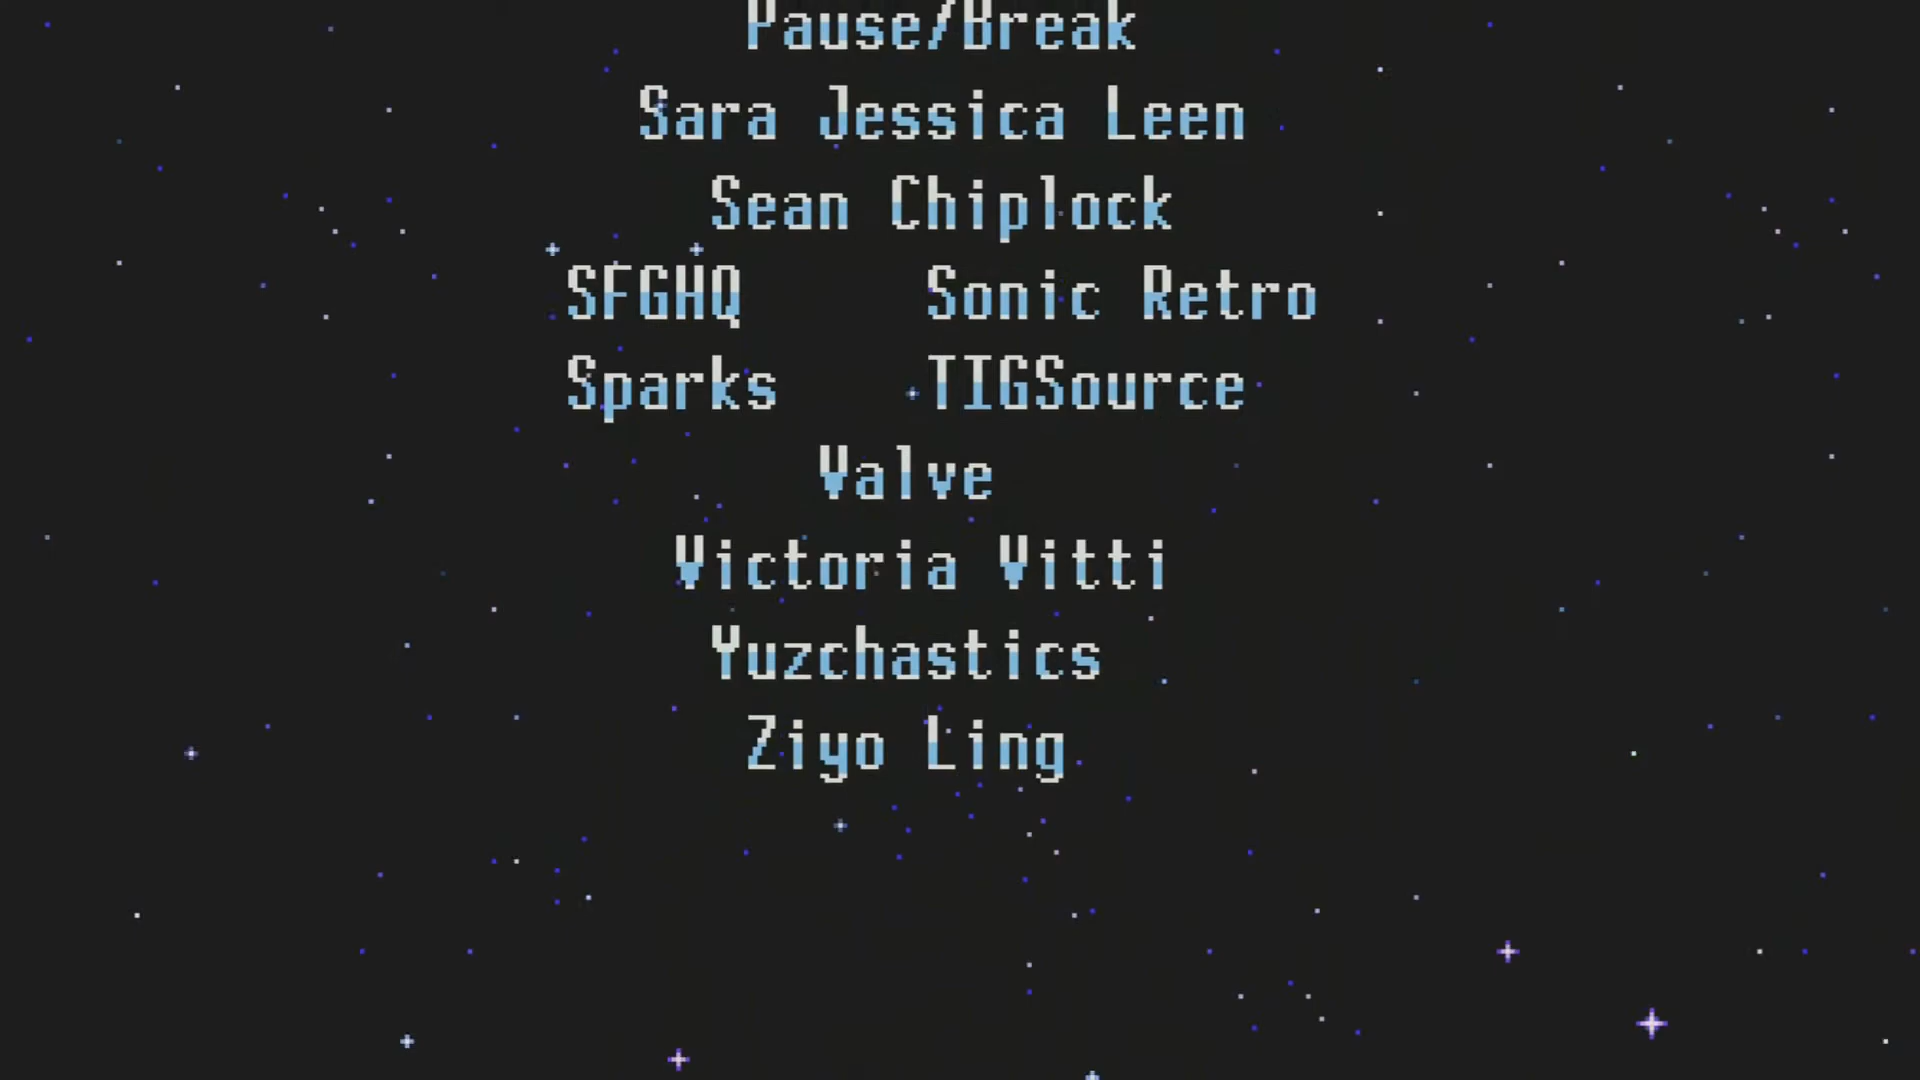 Pause/Break
Sara Jessica Leen
Sean Chiplock
SFGHQ Sonic Retro
Sparks TIGSource
Valve
Victoria Vitti
Yuzchastics
Ziyo Ling